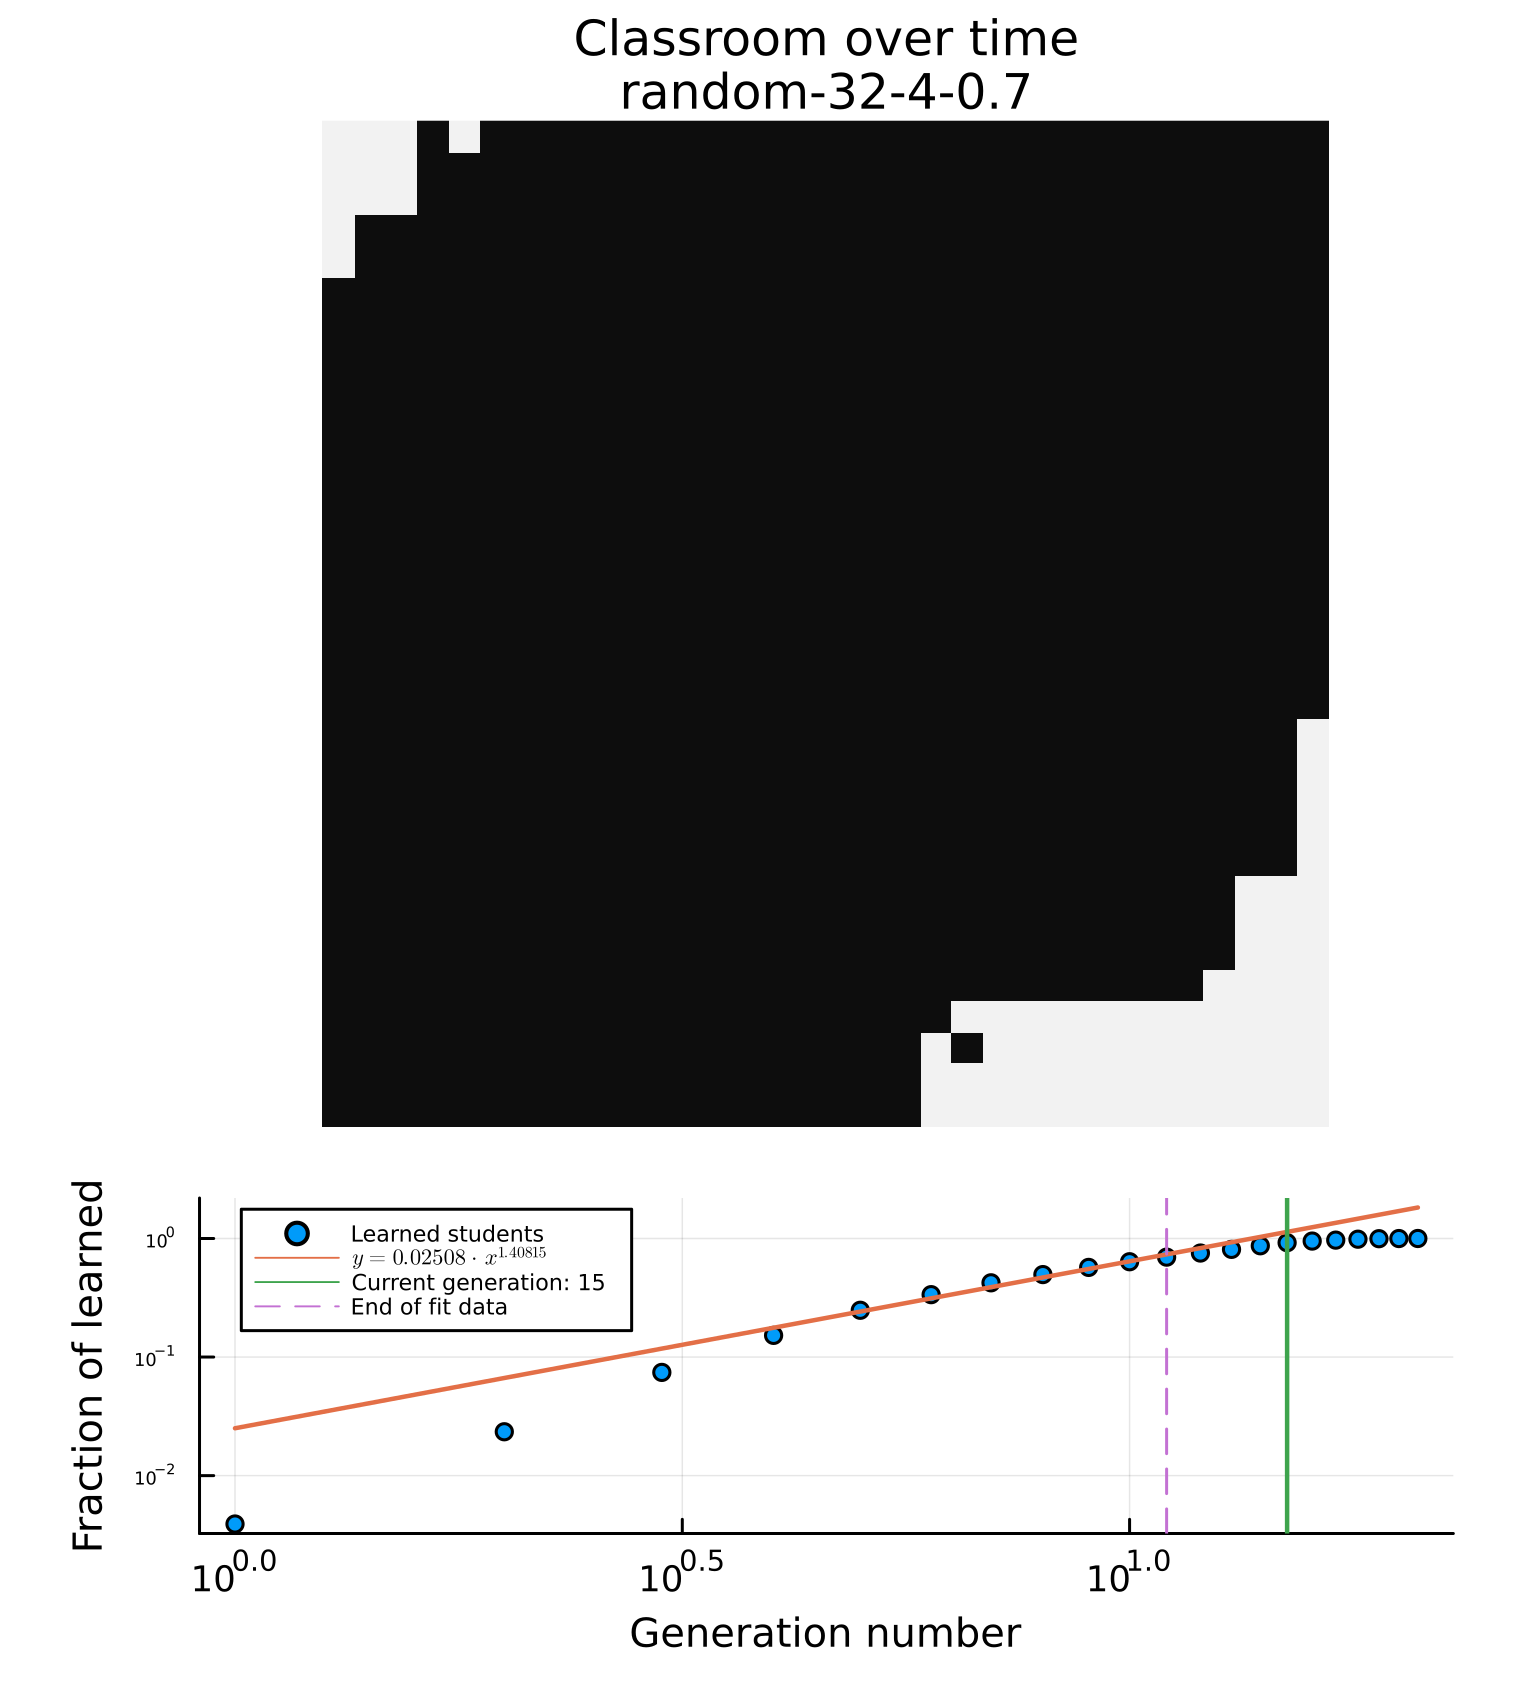 Classroom over time
random-32-4-0.7
Fraction of learned
10⁰
10⁻¹
10⁻²
Learned students
y = 0.02508 · x^1.40815
Current generation: 15
End of fit data
10^0.0
10^0.5
10^1.0
Generation number